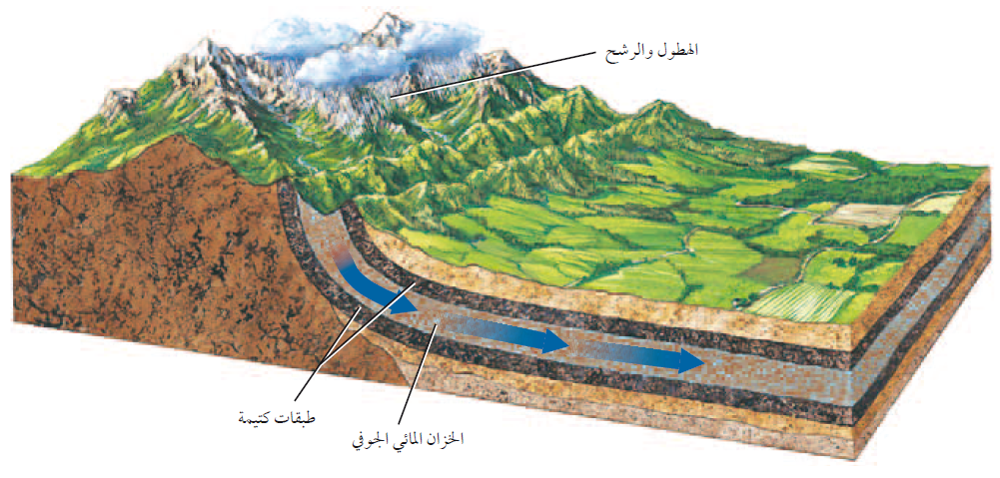 الهطول والرشح
طبقات كتيمة
الخزان المائي الجوفي